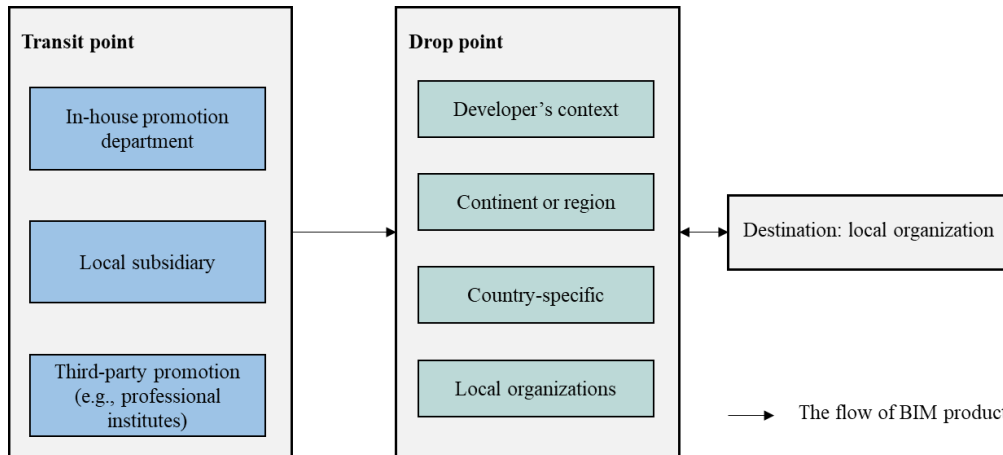 Transit point
In-house promotion
department
Local subsidiary
Third-party promotion
(e.g., professional
institutes)
Drop point
Developer’s context
Continent or region
Country-specific
Local organizations
Destination: local organization
The flow of BIM product